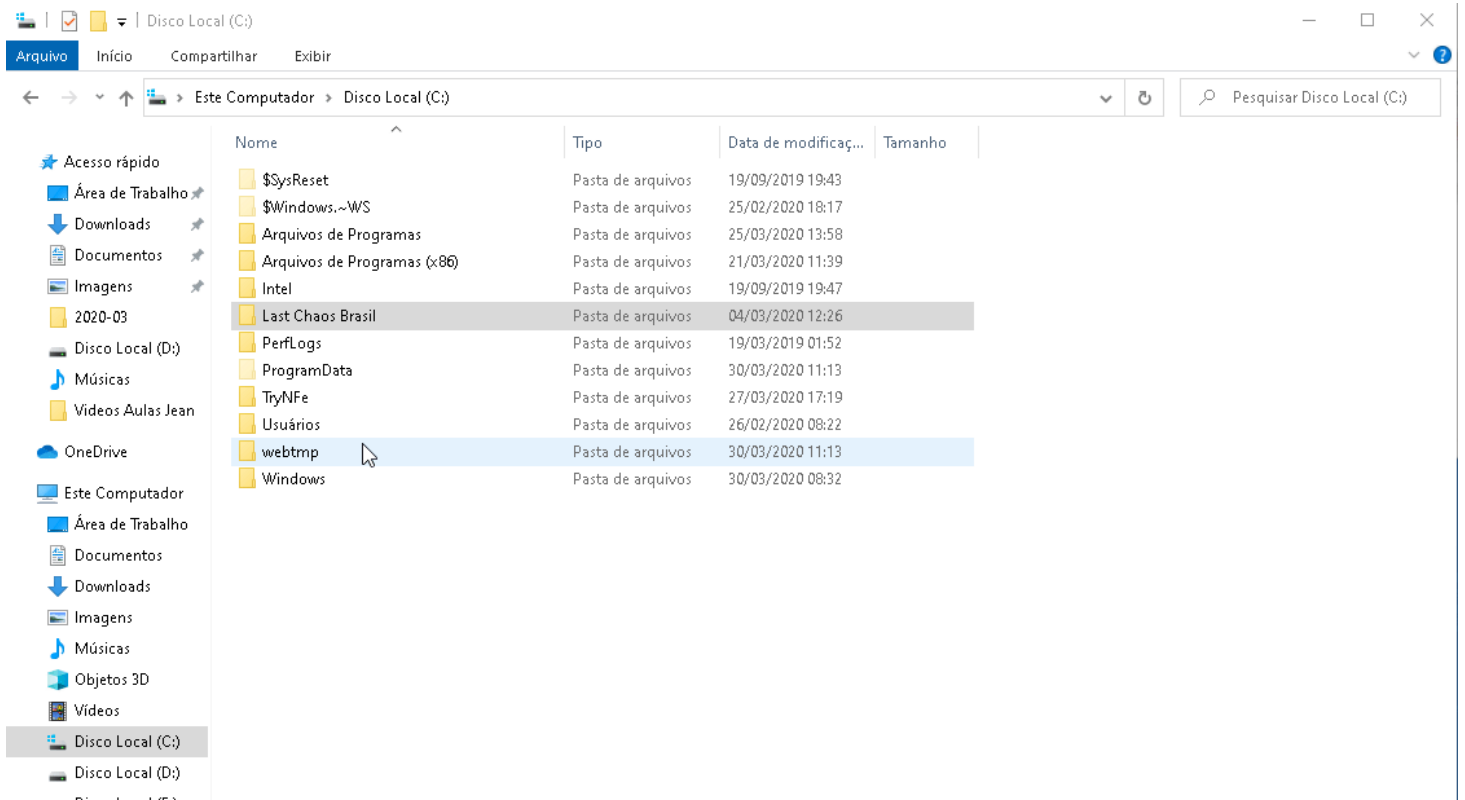 Disco Local (C:)
Arquivo Início Compartilhar Exibir
Este Computador Disco Local (C:) Pesquisar Disco Local (C:)
Nome Tipo Data de modificaç... Tamanho
Acesso rápido
Área de Trabalho
Downloads
Documentos
Imagens
2020-03
Disco Local (D:)
Músicas
Videos Aulas Jean
OneDrive
Este Computador
Área de Trabalho
Documentos
Downloads
Imagens
Músicas
Objetos 3D
Vídeos
Disco Local (C:)
Disco Local (D:)
$SysReset Pasta de arquivos 19/09/2019 19:43
$Windows.~WS Pasta de arquivos 25/02/2020 18:17
Arquivos de Programas Pasta de arquivos 25/03/2020 13:58
Arquivos de Programas (x86) Pasta de arquivos 21/03/2020 11:39
Intel Pasta de arquivos 19/09/2019 19:47
Last Chaos Brasil Pasta de arquivos 04/03/2020 12:26
PerfLogs Pasta de arquivos 19/03/2019 01:52
ProgramData Pasta de arquivos 30/03/2020 11:13
TryNFe Pasta de arquivos 27/03/2020 17:19
Usuários Pasta de arquivos 26/02/2020 08:22
webtmp Pasta de arquivos 30/03/2020 11:13
Windows Pasta de arquivos 30/03/2020 08:32